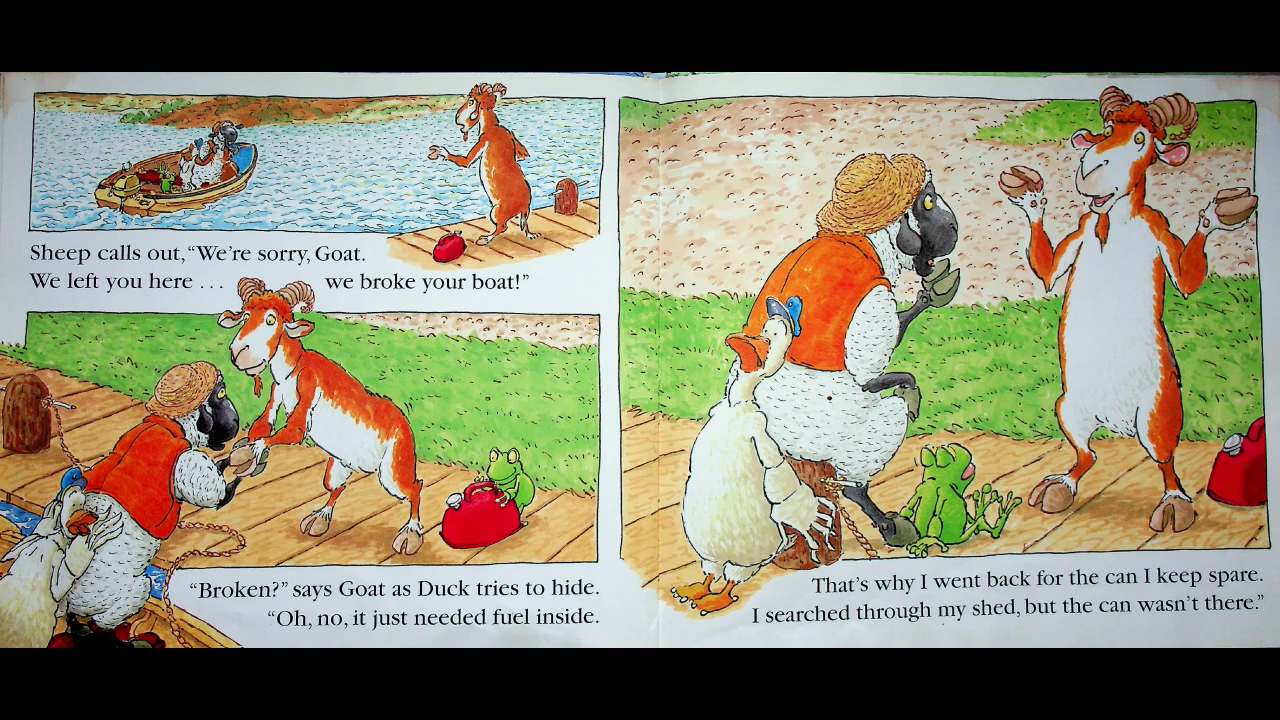 Sheep calls out, “We’re sorry, Goat.
We left you here . . . we broke your boat!”
“Broken?” says Goat as Duck tries to hide.
“Oh, no, it just needed fuel inside.
That’s why I went back for the can I keep spare.
I searched through my shed, but the can wasn’t there.”